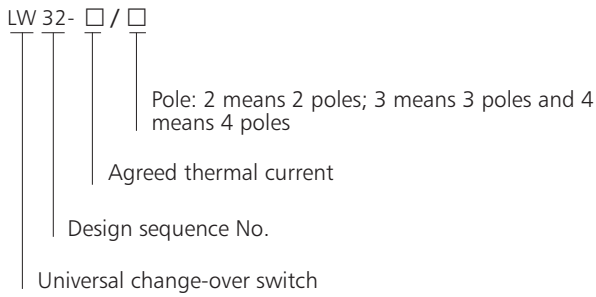 LW 32- □ / □
Pole: 2 means 2 poles; 3 means 3 poles and 4
means 4 poles
Agreed thermal current
Design sequence No.
Universal change-over switch